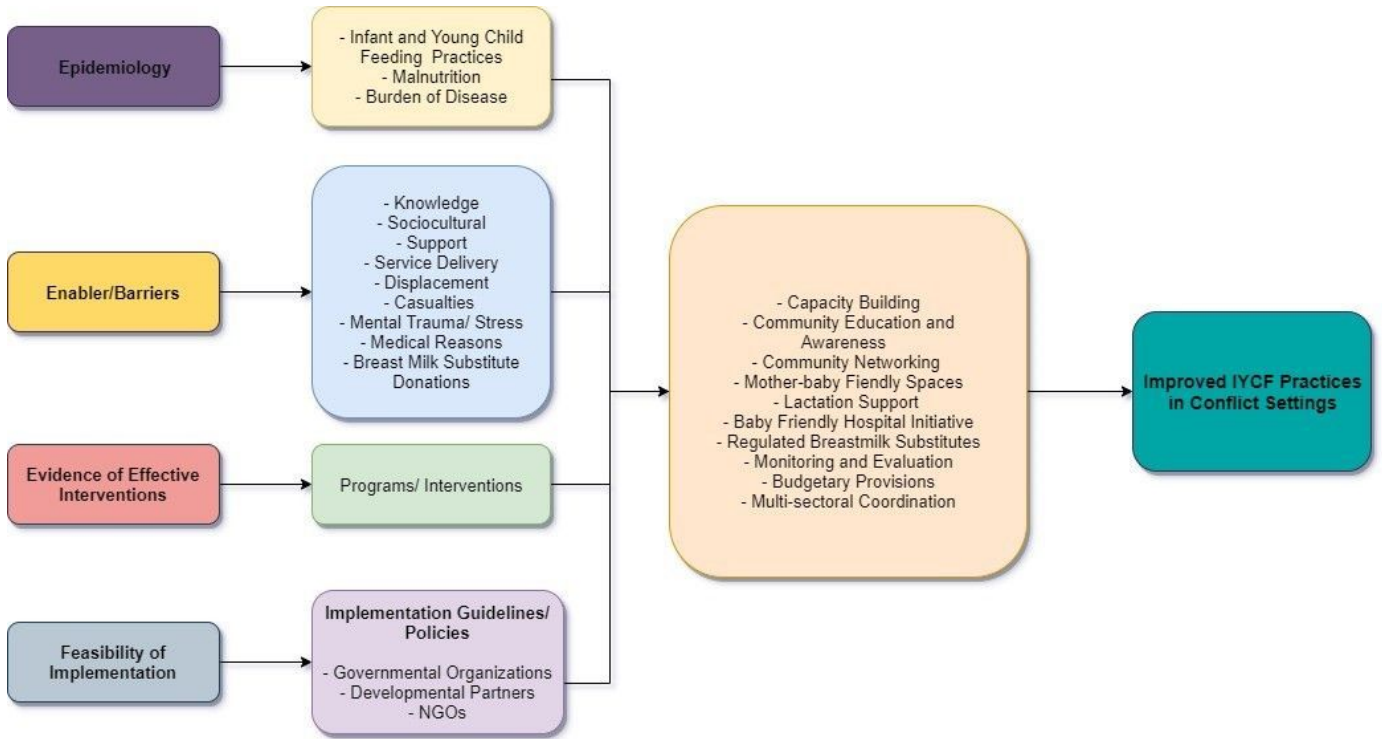 Epidemiology
- Infant and Young Child
Feeding Practices
- Malnutrition
- Burden of Disease
Enabler/Barriers
- Knowledge
- Sociocultural
- Support
- Service Delivery
- Displacement
- Casualties
- Mental Trauma/ Stress
- Medical Reasons
- Breast Milk Substitute
Donations
Evidence of Effective
Interventions
Programs/ Interventions
Feasibility of
Implementation
Implementation Guidelines/
Policies
- Governmental Organizations
- Developmental Partners
- NGOs
- Capacity Building
- Community Education and
Awareness
- Community Networking
- Mother-baby Fiendly Spaces
- Lactation Support
- Baby Friendly Hospital Initiative
- Regulated Breastmilk Substitutes
- Monitoring and Evaluation
- Budgetary Provisions
- Multi-sectoral Coordination
Improved IYCF Practices
in Conflict Settings